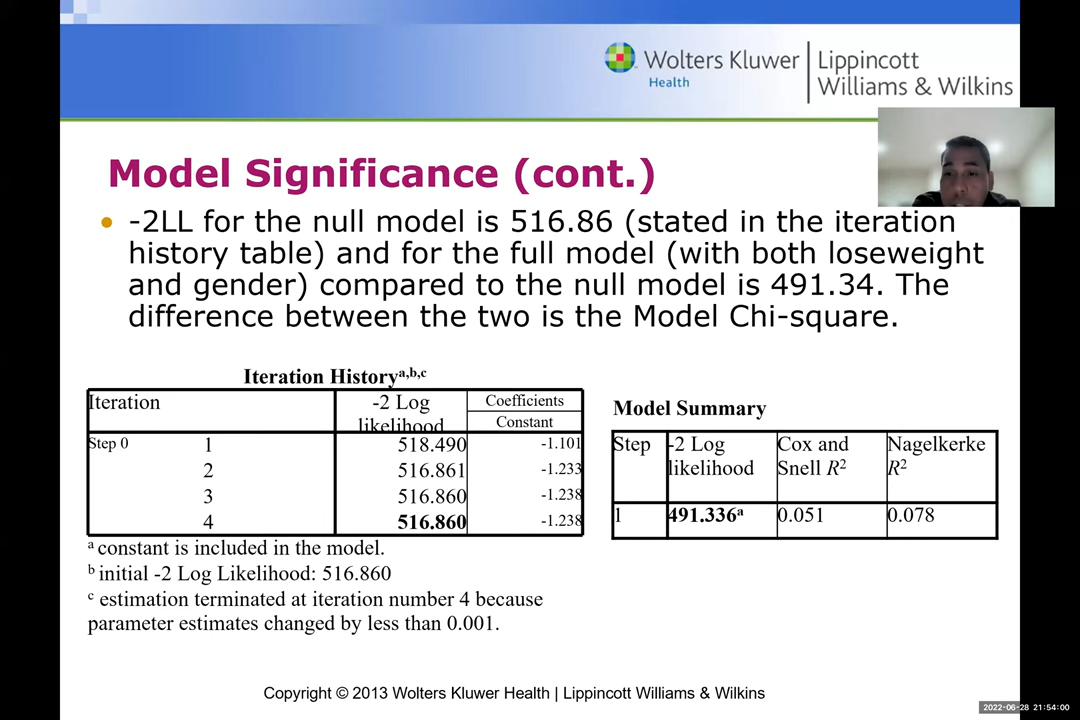 Wolters Kluwer
Health
Lippincott
Williams & Wilkins
Model Significance (cont.)
• -2LL for the null model is 516.86 (stated in the iteration
history table) and for the full model (with both loseweight
and gender) compared to the null model is 491.34. The
difference between the two is the Model Chi-square.
Iteration Historyᵃ,ᵇ,ᶜ
Iteration -2 Log likelihood Coefficients
Constant
Step 0 1 518.490 -1.101
2 516.861 -1.233
3 516.860 -1.238
4 516.860 -1.238
ᵃ constant is included in the model.
ᵇ initial -2 Log Likelihood: 516.860
ᶜ estimation terminated at iteration number 4 because
parameter estimates changed by less than 0.001.
Model Summary
Step -2 Log likelihood Cox and Snell R² Nagelkerke R²
1 491.336ᵃ 0.051 0.078
Copyright © 2013 Wolters Kluwer Health | Lippincott Williams & Wilkins
2022-06-28 21:54:00